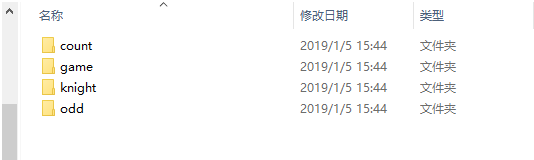 名称 修改日期 类型
count 2019/1/5 15:44 文件夹
game 2019/1/5 15:44 文件夹
knight 2019/1/5 15:44 文件夹
odd 2019/1/5 15:44 文件夹